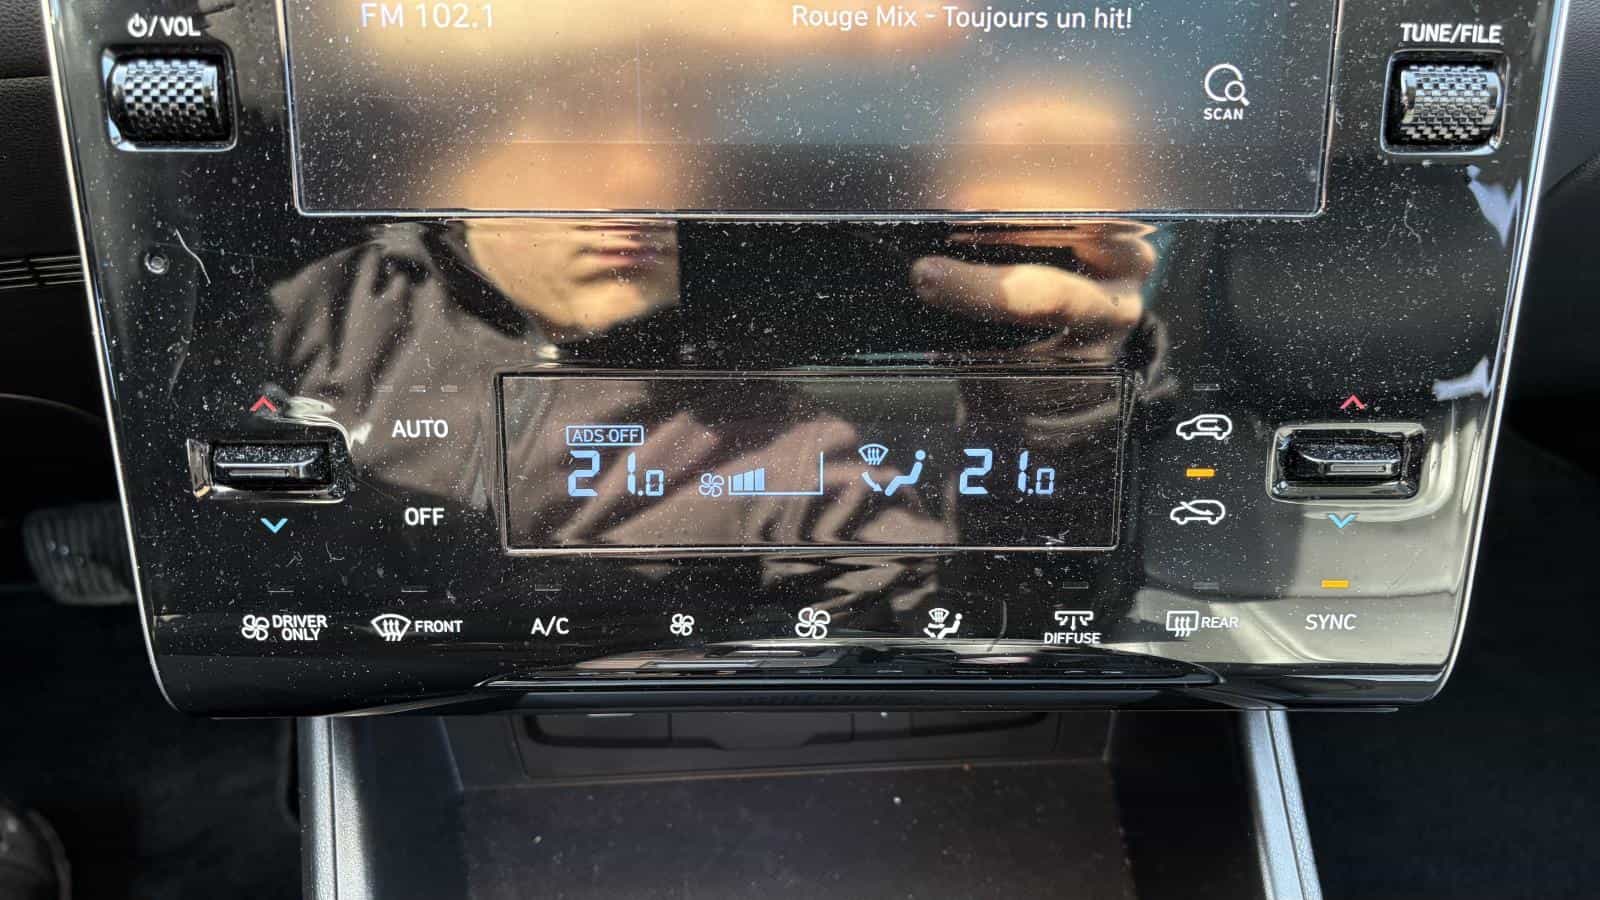 FM 102.1
Rouge Mix - Toujours un hit!
/VOL
TUNE/FILE
SCAN
AUTO
ADS OFF
21.0
21.0
OFF
DRIVER
ONLY
FRONT
A/C
DIFFUSE
REAR
SYNC